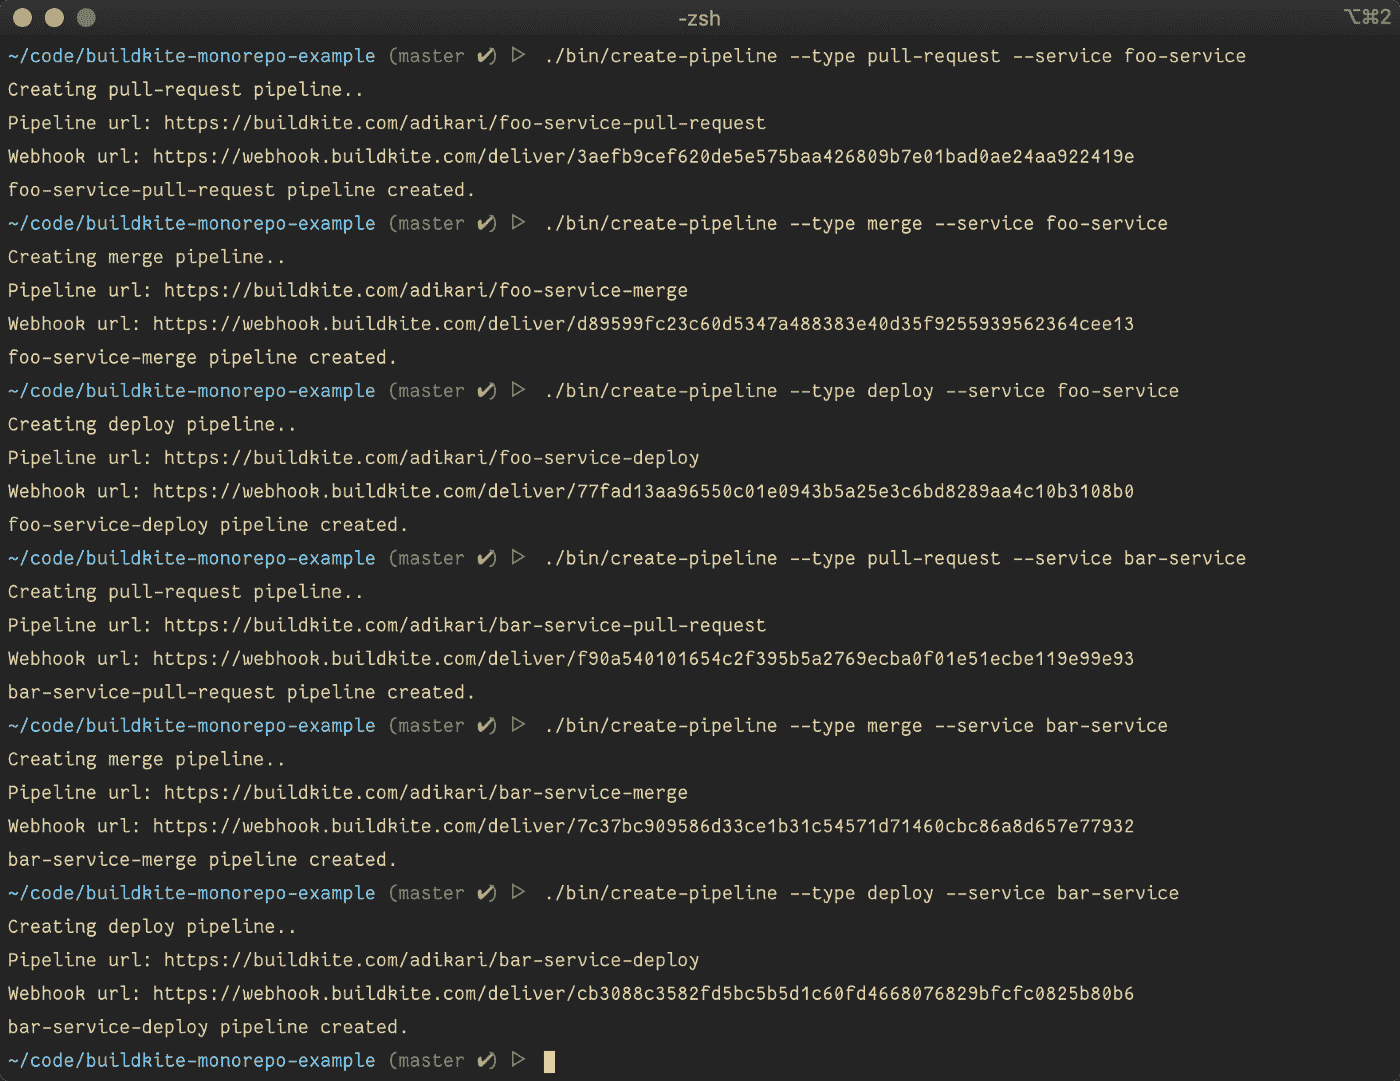 -zsh
⌥⌘2
~/code/buildkite-monorepo-example (master ✔) ▷ ./bin/create-pipeline --type pull-request --service foo-service
Creating pull-request pipeline..
Pipeline url: https://buildkite.com/adikari/foo-service-pull-request
Webhook url: https://webhook.buildkite.com/deliver/3aefb9cef620de5e575baa426809b7e01bad0ae24aa922419e
foo-service-pull-request pipeline created.
~/code/buildkite-monorepo-example (master ✔) ▷ ./bin/create-pipeline --type merge --service foo-service
Creating merge pipeline..
Pipeline url: https://buildkite.com/adikari/foo-service-merge
Webhook url: https://webhook.buildkite.com/deliver/d89599fc23c60d5347a488383e40d35f9255939562364cee13
foo-service-merge pipeline created.
~/code/buildkite-monorepo-example (master ✔) ▷ ./bin/create-pipeline --type deploy --service foo-service
Creating deploy pipeline..
Pipeline url: https://buildkite.com/adikari/foo-service-deploy
Webhook url: https://webhook.buildkite.com/deliver/77fad13aa96550c01e0943b5a25e3c6bd8289aa4c10b3108b0
foo-service-deploy pipeline created.
~/code/buildkite-monorepo-example (master ✔) ▷ ./bin/create-pipeline --type pull-request --service bar-service
Creating pull-request pipeline..
Pipeline url: https://buildkite.com/adikari/bar-service-pull-request
Webhook url: https://webhook.buildkite.com/deliver/f90a540101654c2f395b5a2769ecba0f01e51ecbe119e99e93
bar-service-pull-request pipeline created.
~/code/buildkite-monorepo-example (master ✔) ▷ ./bin/create-pipeline --type merge --service bar-service
Creating merge pipeline..
Pipeline url: https://buildkite.com/adikari/bar-service-merge
Webhook url: https://webhook.buildkite.com/deliver/7c37bc909586d33ce1b31c54571d71460cbc86a8d657e77932
bar-service-merge pipeline created.
~/code/buildkite-monorepo-example (master ✔) ▷ ./bin/create-pipeline --type deploy --service bar-service
Creating deploy pipeline..
Pipeline url: https://buildkite.com/adikari/bar-service-deploy
Webhook url: https://webhook.buildkite.com/deliver/cb3088c3582fd5bc5b5d1c60fd4668076829bfcfc0825b80b6
bar-service-deploy pipeline created.
~/code/buildkite-monorepo-example (master ✔) ▷